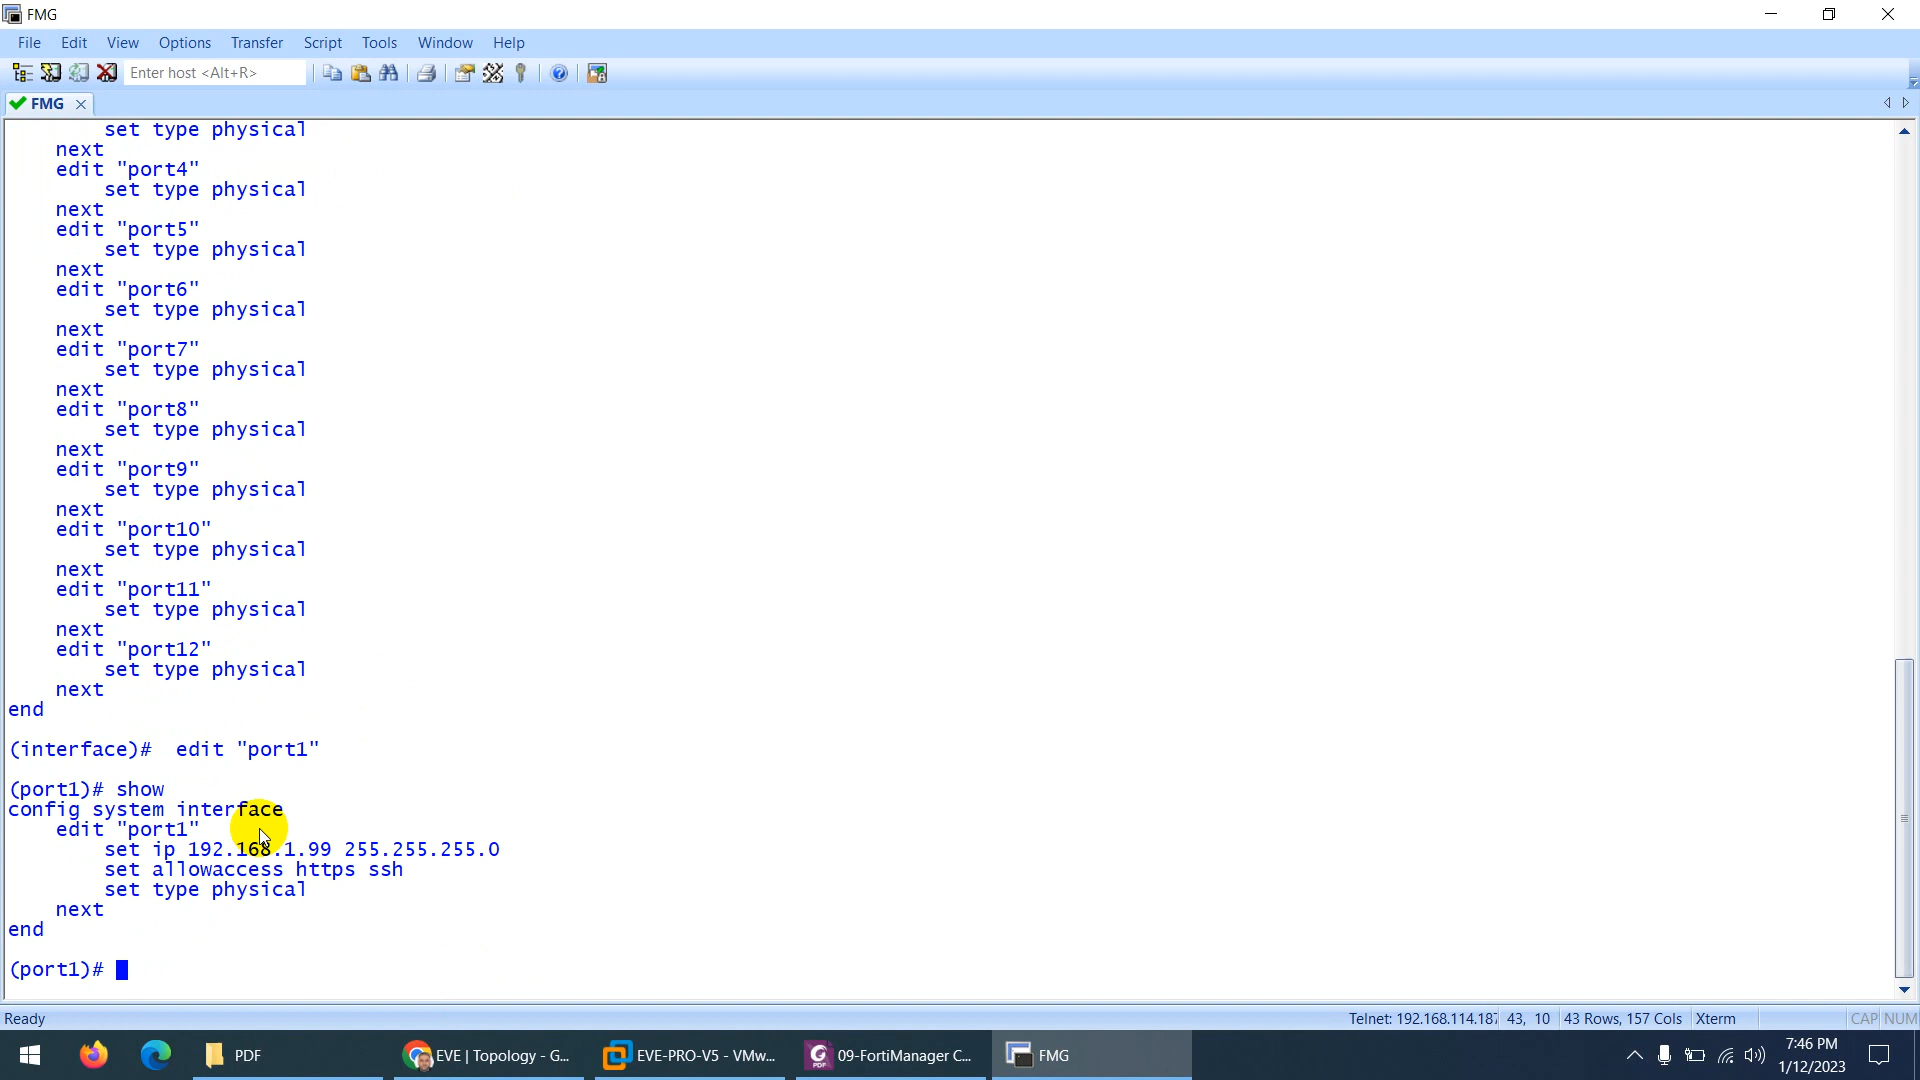 FMG
File Edit View Options Transfer Script Tools Window Help
Enter host <Alt+R>
FMG
set type physical
next
edit "port4"
set type physical
next
edit "port5"
set type physical
next
edit "port6"
set type physical
next
edit "port7"
set type physical
next
edit "port8"
set type physical
next
edit "port9"
set type physical
next
edit "port10"
set type physical
next
edit "port11"
set type physical
next
edit "port12"
set type physical
next
end
(interface)# edit "port1"
(port1)# show
config system interface
edit "port1"
set ip 192.168.1.99 255.255.255.0
set allowaccess https ssh
set type physical
next
end
(port1)#
Ready Telnet: 192.168.114.187 43, 10 43 Rows, 157 Cols Xterm CAP NUM
PDF EVE | Topology - G... EVE-PRO-V5 - VMw... 09-FortiManager C... FMG 7:46 PM
1/12/2023